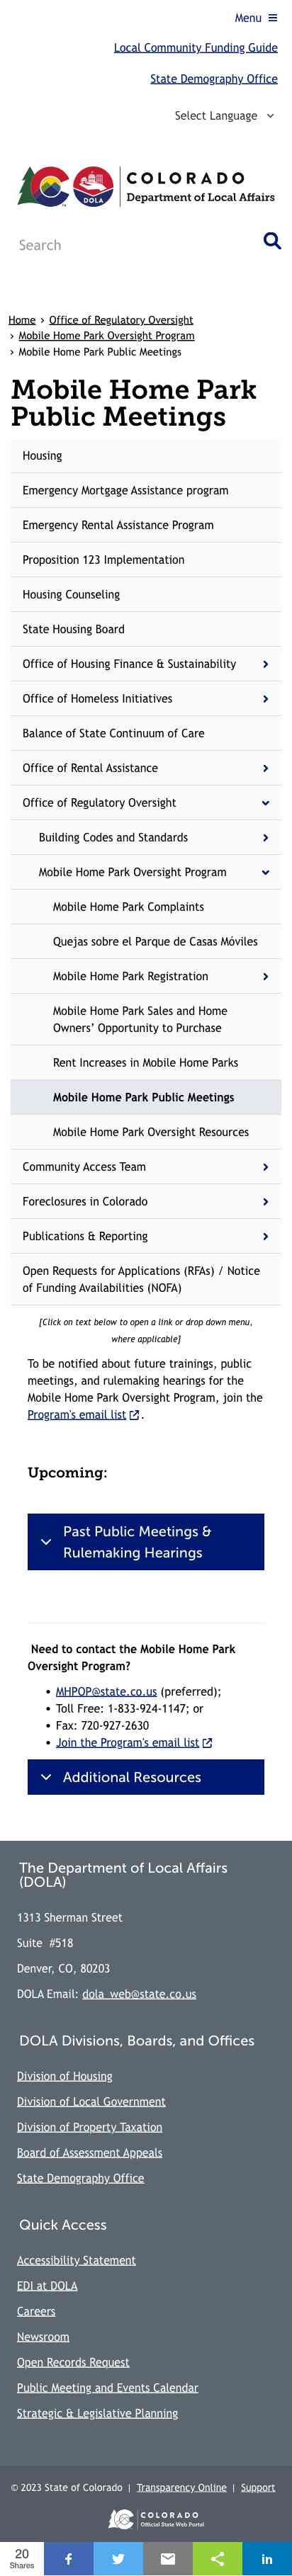 Menu
Local Community Funding Guide
State Demography Office
Select Language
COLORADO
Department of Local Affairs
DOLA
Search
Home › Office of Regulatory Oversight
› Mobile Home Park Oversight Program
› Mobile Home Park Public Meetings
Mobile Home Park
Public Meetings
Housing
Emergency Mortgage Assistance program
Emergency Rental Assistance Program
Proposition 123 Implementation
Housing Counseling
State Housing Board
Office of Housing Finance & Sustainability
Office of Homeless Initiatives
Balance of State Continuum of Care
Office of Rental Assistance
Office of Regulatory Oversight
Building Codes and Standards
Mobile Home Park Oversight Program
Mobile Home Park Complaints
Quejas sobre el Parque de Casas Móviles
Mobile Home Park Registration
Mobile Home Park Sales and Home
Owners’ Opportunity to Purchase
Rent Increases in Mobile Home Parks
Mobile Home Park Public Meetings
Mobile Home Park Oversight Resources
Community Access Team
Foreclosures in Colorado
Publications & Reporting
Open Requests for Applications (RFAs) / Notice
of Funding Availabilities (NOFA)
[Click on text below to open a link or drop down menu,
where applicable]
To be notified about future trainings, public
meetings, and rulemaking hearings for the
Mobile Home Park Oversight Program, join the
Program's email list.
Upcoming:
Past Public Meetings &
Rulemaking Hearings
Need to contact the Mobile Home Park
Oversight Program?
• MHPOP@state.co.us (preferred);
• Toll Free: 1-833-924-1147; or
• Fax: 720-927-2630
• Join the Program's email list
Additional Resources
The Department of Local Affairs
(DOLA)
1313 Sherman Street
Suite #518
Denver, CO, 80203
DOLA Email: dola_web@state.co.us
DOLA Divisions, Boards, and Offices
Division of Housing
Division of Local Government
Division of Property Taxation
Board of Assessment Appeals
State Demography Office
Quick Access
Accessibility Statement
EDI at DOLA
Careers
Newsroom
Open Records Request
Public Meeting and Events Calendar
Strategic & Legislative Planning
© 2023 State of Colorado | Transparency Online | Support
COLORADO
Official State Web Portal
20
Shares